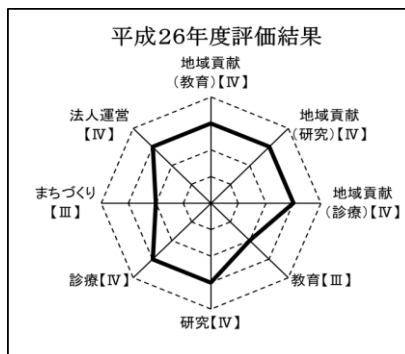 平成26年度評価結果
地域貢献
(教育)【Ⅳ】
地域貢献
(研究)【Ⅳ】
地域貢献
(診療)【Ⅳ】
教育【Ⅲ】
研究【Ⅳ】
診療【Ⅳ】
まちづくり
【Ⅲ】
法人運営
【Ⅳ】